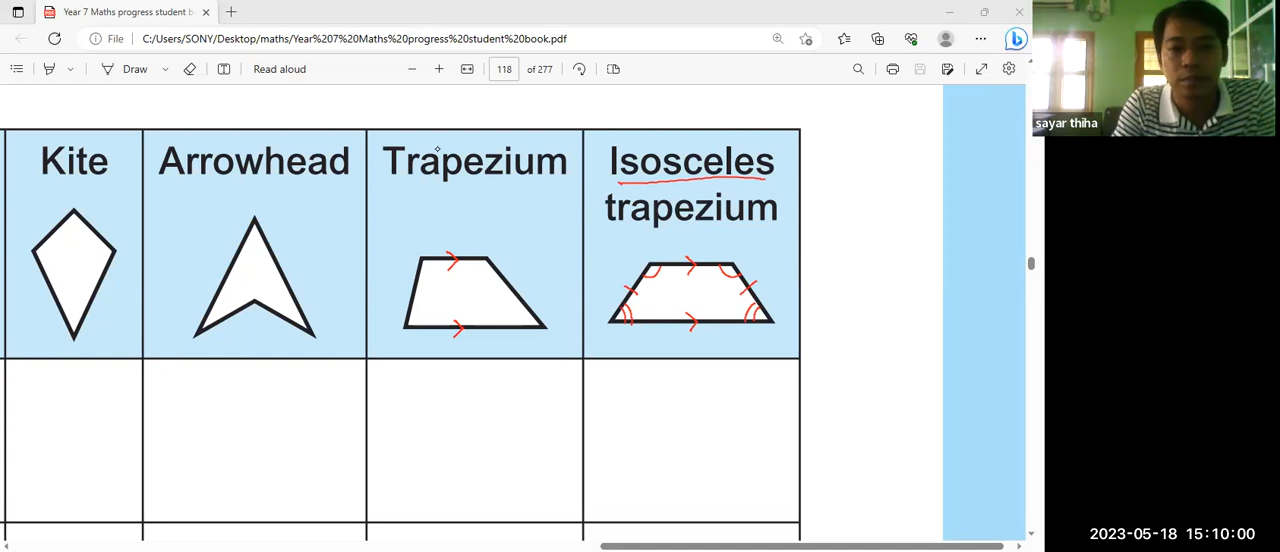 Year 7 Maths progress student b
File
C:/Users/SONY/Desktop/maths/Year%207%20Maths%20progress%20student%20book.pdf
Draw
Read aloud
118
of 277
sayar thiha
Kite
Arrowhead
Trapezium
Isosceles
trapezium
2023-05-18 15:10:00